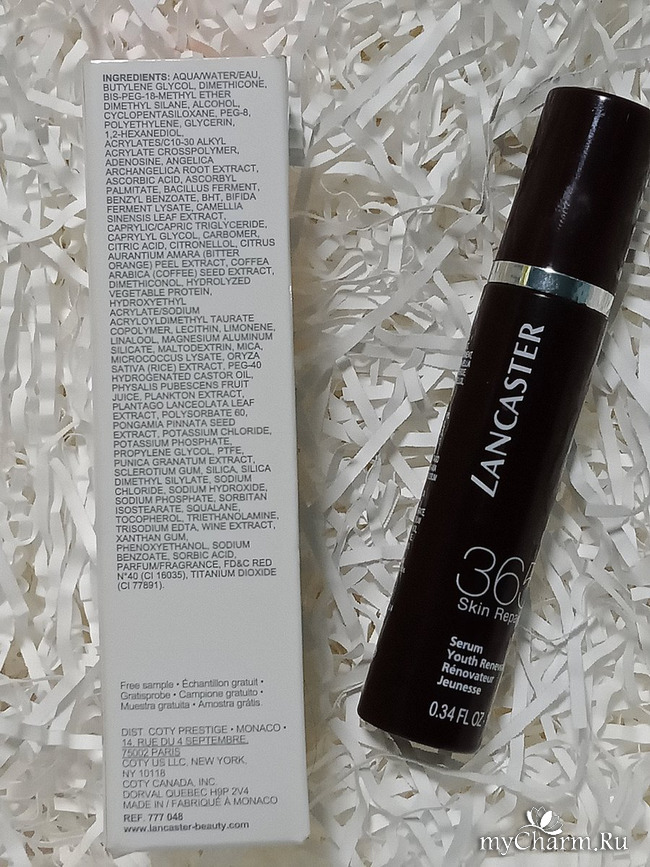 INGREDIENTS: AQUA/WATER/EAU,
BUTYLENE GLYCOL, DIMETHICONE,
BIS-PEG-18-METHYL ETHER
DIMETHYL SILANE, ALCOHOL,
CYCLOPENTASILOXANE, PEG-8,
POLYETHYLENE, GLYCERIN,
1,2-HEXANEDIOL,
ACRYLATES/C10-30 ALKYL
ACRYLATE CROSSPOLYMER,
ADENOSINE, ANGELICA
ARCHANGELICA ROOT EXTRACT,
ASCORBIC ACID, ASCORBYL
PALMITATE, BACILLUS FERMENT,
BENZYL BENZOATE, BHT, BIFIDA
FERMENT LYSATE, CAMELLIA
SINENSIS LEAF EXTRACT,
CAPRYLIC/CAPRIC TRIGLYCERIDE,
CAPRYLYL GLYCOL, CARBOMER,
CITRIC ACID, CITRONELLOL, CITRUS
AURANTIUM AMARA (BITTER
ORANGE) PEEL EXTRACT, COFFEA
ARABICA (COFFEE) SEED EXTRACT,
DIMETHICONOL, HYDROLYZED
VEGETABLE PROTEIN,
HYDROXYETHYL
ACRYLATE/SODIUM
ACRYLOYLDIMETHYL TAURATE
COPOLYMER, LECITHIN, LIMONENE,
LINALOOL, MAGNESIUM ALUMINUM
SILICATE, MALTODEXTRIN, MICA,
MICROCOCCUS LYSATE, ORYZA
SATIVA (RICE) EXTRACT, PEG-40
HYDROGENATED CASTOR OIL,
PHYSALIS PUBESCENS FRUIT
JUICE, PLANKTON EXTRACT,
PLANTAGO LANCEOLATA LEAF
EXTRACT, POLYSORBATE 60,
PONGAMIA PINNATA SEED
EXTRACT, POTASSIUM CHLORIDE,
POTASSIUM PHOSPHATE,
PROPYLENE GLYCOL, PTFE,
PUNICA GRANATUM EXTRACT,
SCLEROTIUM GUM, SILICA, SILICA
DIMETHYL SILYLATE, SODIUM
CHLORIDE, SODIUM HYDROXIDE,
SODIUM PHOSPHATE, SORBITAN
ISOSTEARATE, SQUALANE,
TOCOPHEROL, TRIETHANOLAMINE,
TRISODIUM EDTA, WINE EXTRACT,
XANTHAN GUM,
PHENOXYETHANOL, SODIUM
BENZOATE, SORBIC ACID,
PARFUM/FRAGRANCE, FD&C RED
N°40 (CI 16035), TITANIUM DIOXIDE
(CI 77891).
Free sample • Échantillon gratuit •
Gratisprobe • Campione gratuito •
Muestra gratuita • Amostra grátis
DIST. COTY PRESTIGE • MONACO •
14, RUE DU 4 SEPTEMBRE,
75002 PARIS
COTY US LLC, NEW YORK,
NY 10118
COTY CANADA, INC.
DORVAL QUEBEC H9P 2V4
MADE IN / FABRIQUÉ À MONACO
REF. 777 048
www.lancaster-beauty.com
LANCASTER
36
Skin Repa
Serum
Youth Renew
Rénovateur
Jeunesse
0.34 FL OZ
myCharm.Ru